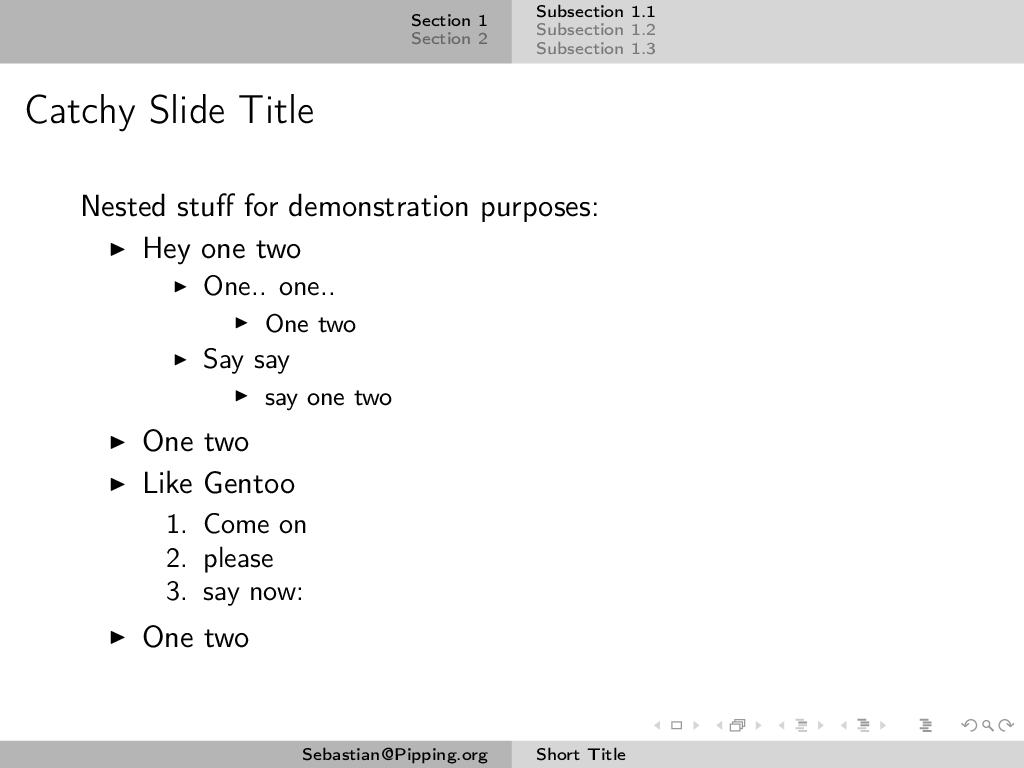 Section 1
Section 2
Subsection 1.1
Subsection 1.2
Subsection 1.3
Catchy Slide Title
Nested stuff for demonstration purposes:
Hey one two
One.. one..
One two
Say say
say one two
One two
Like Gentoo
1. Come on
2. please
3. say now:
One two
Sebastian@Pipping.org
Short Title